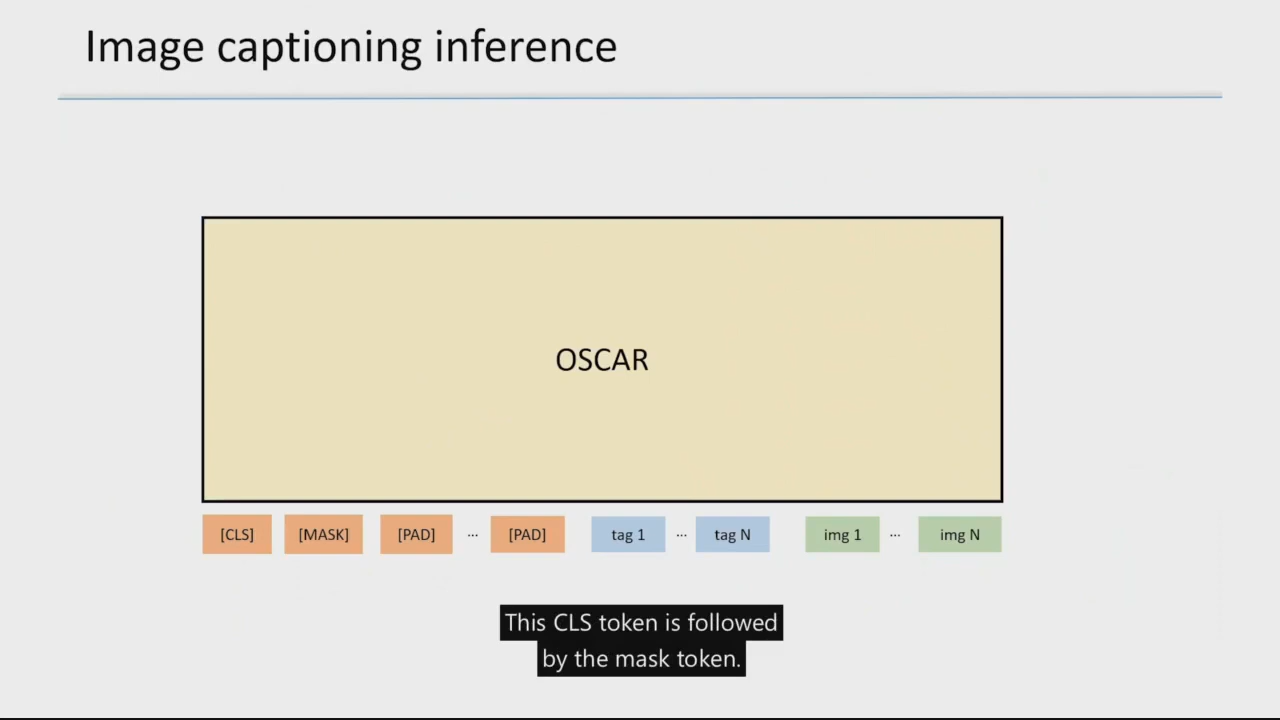 Image captioning inference
OSCAR
[CLS] [MASK] [PAD] ... [PAD] tag 1 ... tag N img 1 ... img N
This CLS token is followed
by the mask token.